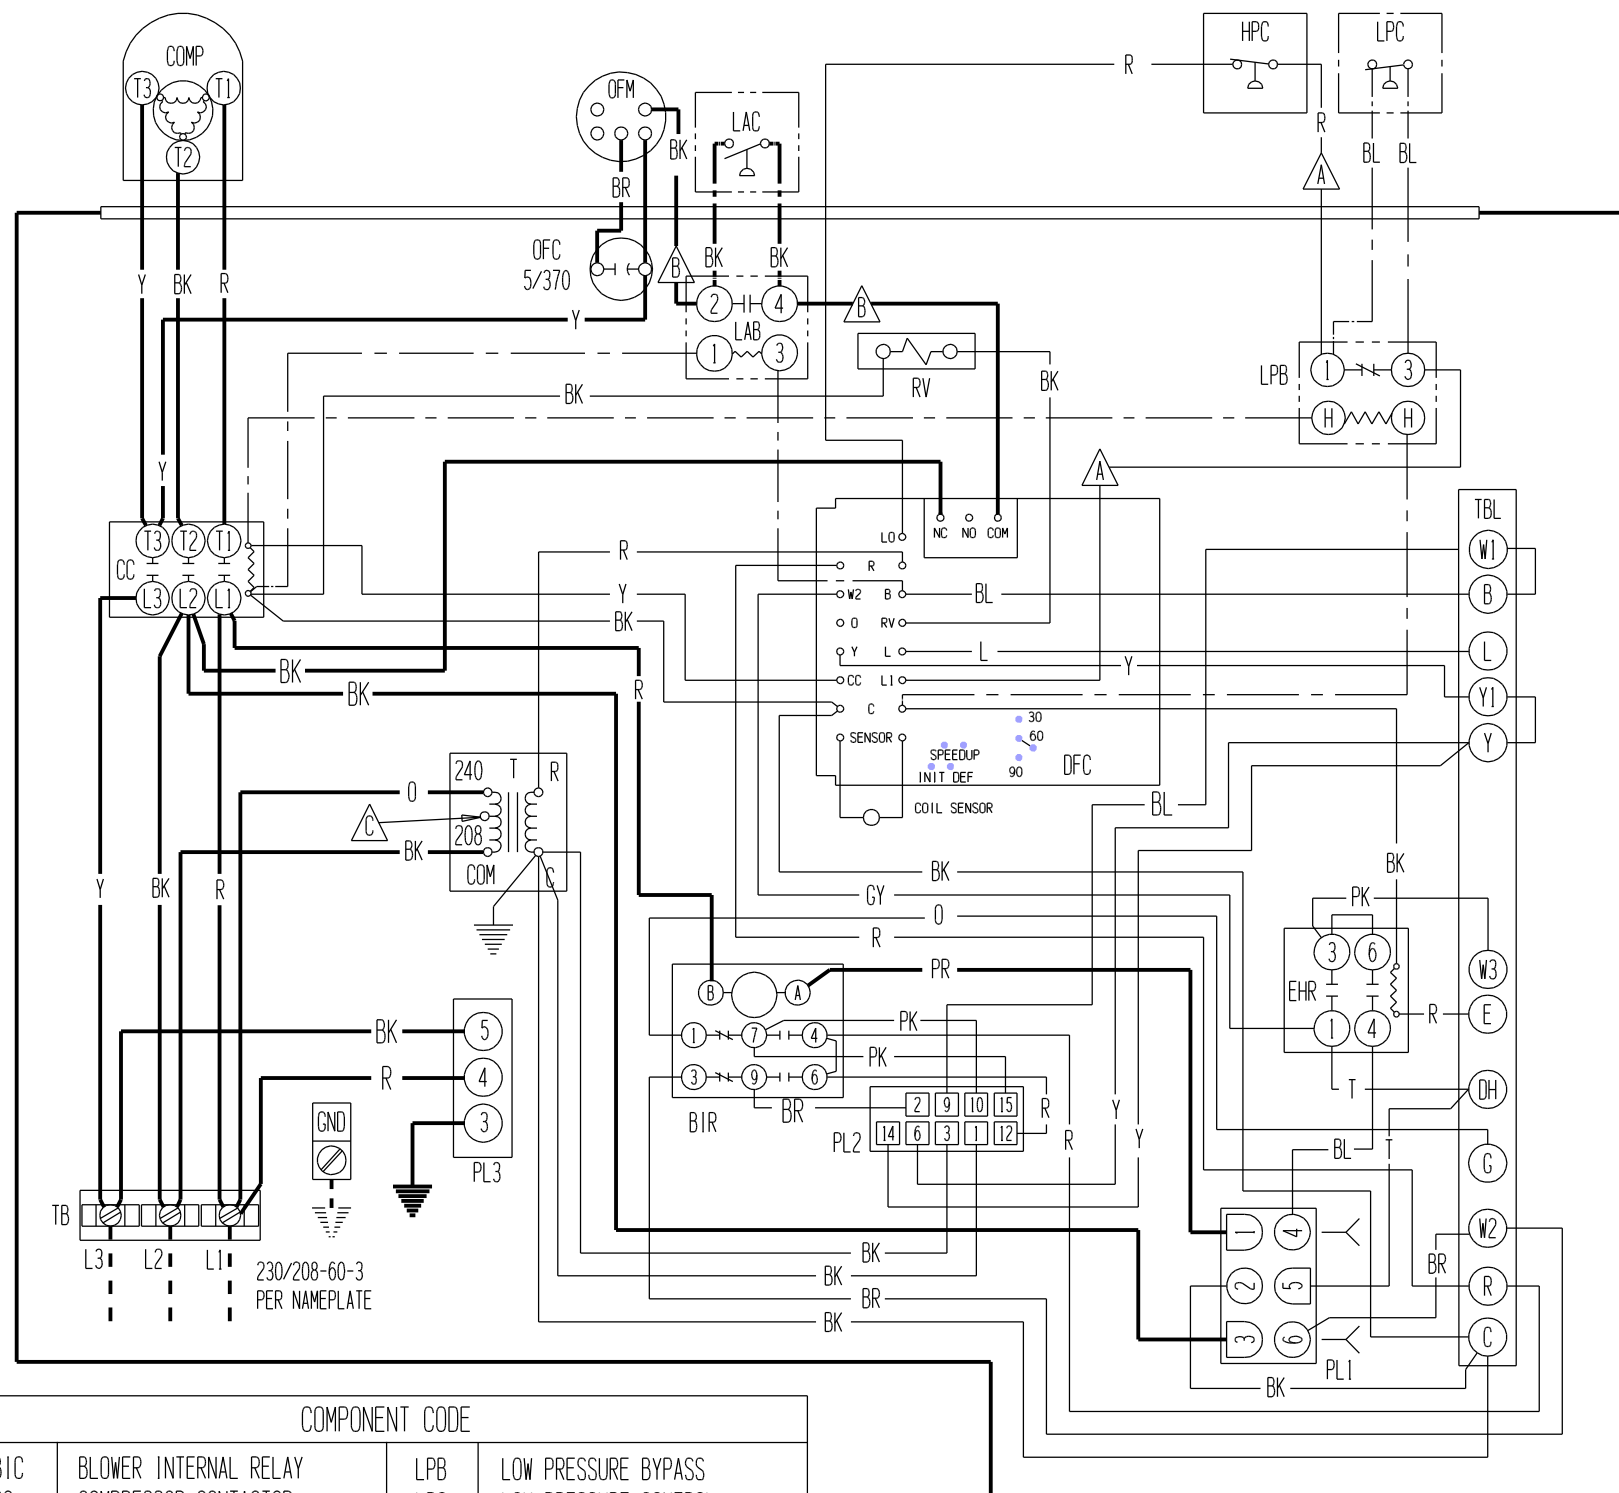 HPC
LPC
COMP
T3
T1
T2
OFM
LAC
R
BK
BR
R
BL
BL
A
OFC
5/370
B
BK
BK
Y
BK
R
2
4
B
Y
LAB
1
3
RV
BK
LPB
1
3
BK
H
H
Y
A
TBL
NC
NO
COM
T3
T2
T1
CC
L3
L2
L1
R
Y
BK
LO
R
W2
B
O
RV
Y
L
CC
L1
C
SENSOR
BL
L
Y
W1
B
L
Y1
Y
30
60
90
SPEEDUP
INIT DEF
DFC
COIL SENSOR
BK
BK
R
240
T
R
O
C
208
BK
COM
C
BL
BK
GY
O
R
PR
BK
PK
Y
BK
R
3
6
EHR
1
4
W3
R
E
B
A
1
7
4
PK
PK
3
9
6
BR
BIR
PL2
2
9
10
15
14
6
3
1
12
R
R
Y
Y
T
DH
BL
T
G
BK
5
R
4
3
PL3
GND
TB
L3
L2
L1
230/208-60-3
PER NAMEPLATE
BK
BK
BR
BK
1
4
2
5
3
6
PL1
BR
W2
R
C
BK
COMPONENT CODE
BIC
BLOWER INTERNAL RELAY
LPB
LOW PRESSURE BYPASS